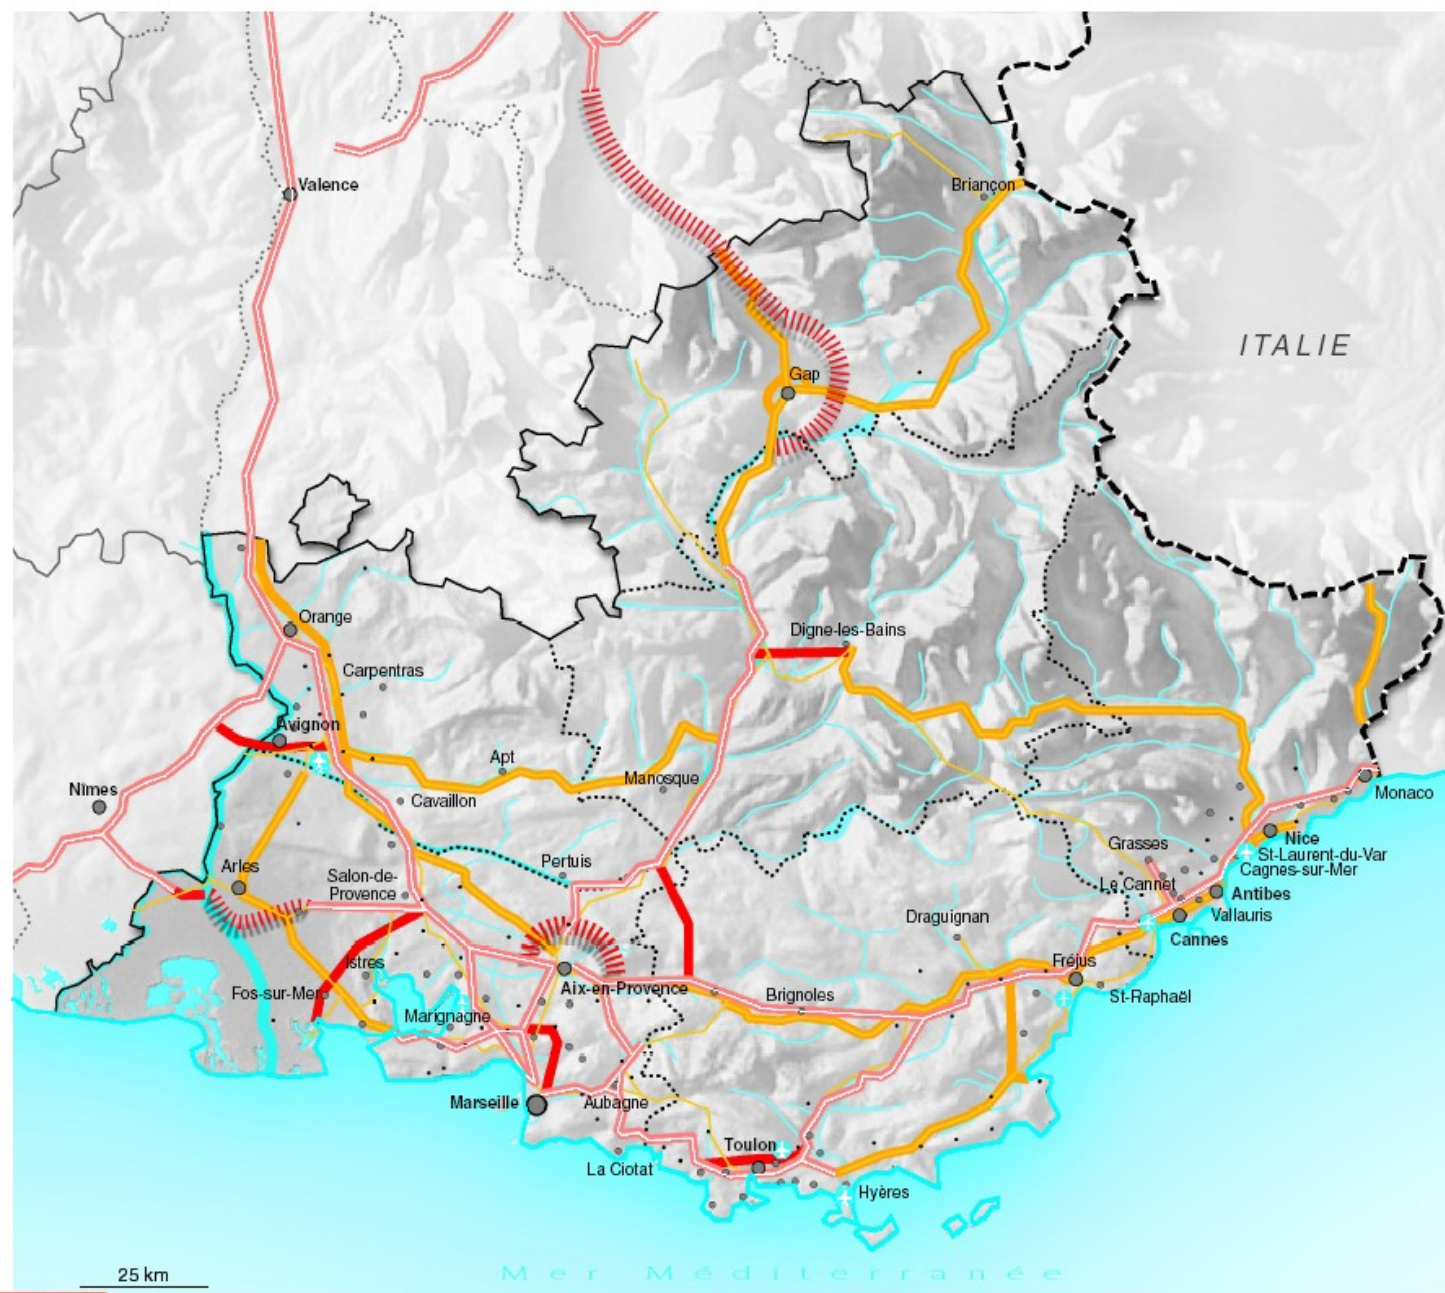 Valence
Briançon
ITALIE
Gap
Orange
Digne-les-Bains
Carpentras
Avignon
Apt
Manosque
Nîmes
Cavaillon
Monaco
Nice
Grasses
St-Laurent-du-Var
Pertuis
Arles
Cagnes-sur-Mer
Salon-de-
Provence
Le Cannet
Antibes
Draguignan
Vallauris
Cannes
Istres
Fréjus
Fos-sur-Mer
Aix-en-Provence
Brignoles
St-Raphaël
Marignagne
Marseille
Aubagne
Toulon
La Ciotat
Hyères
25 km
Mer Méditerranée